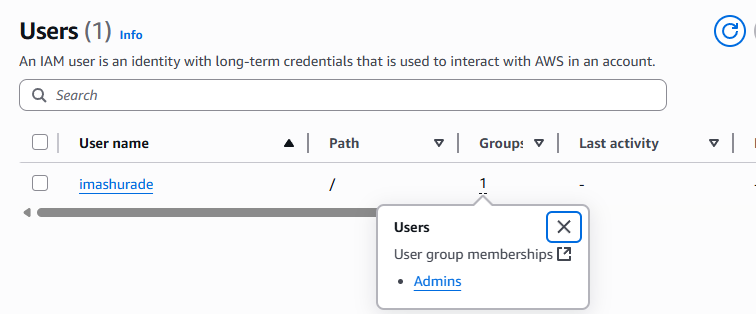 Users (1) Info
An IAM user is an identity with long-term credentials that is used to interact with AWS in an account.
Search
User name Path Groups Last activity
imashurade / 1 - -
Users
User group memberships
Admins